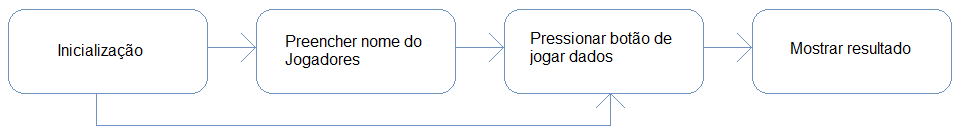 Inicialização
Preencher nome do
Jogadores
Pressionar botão de
jogar dados
Mostrar resultado